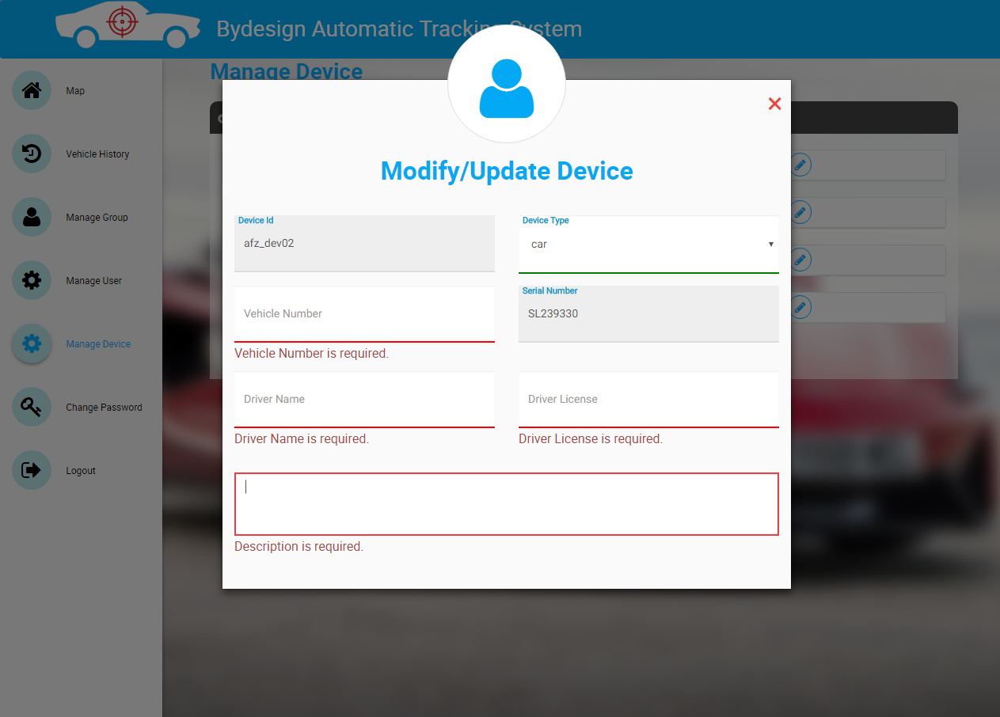 Bydesign Automatic Tracking System
Manage Device
Map
Vehicle History
Manage Group
Manage User
Manage Device
Change Password
Logout
Modify/Update Device
Device Id
afz_dev02
Device Type
car
Vehicle Number
Vehicle Number is required.
Serial Number
SL239330
Driver Name
Driver Name is required.
Driver License
Driver License is required.
Description is required.